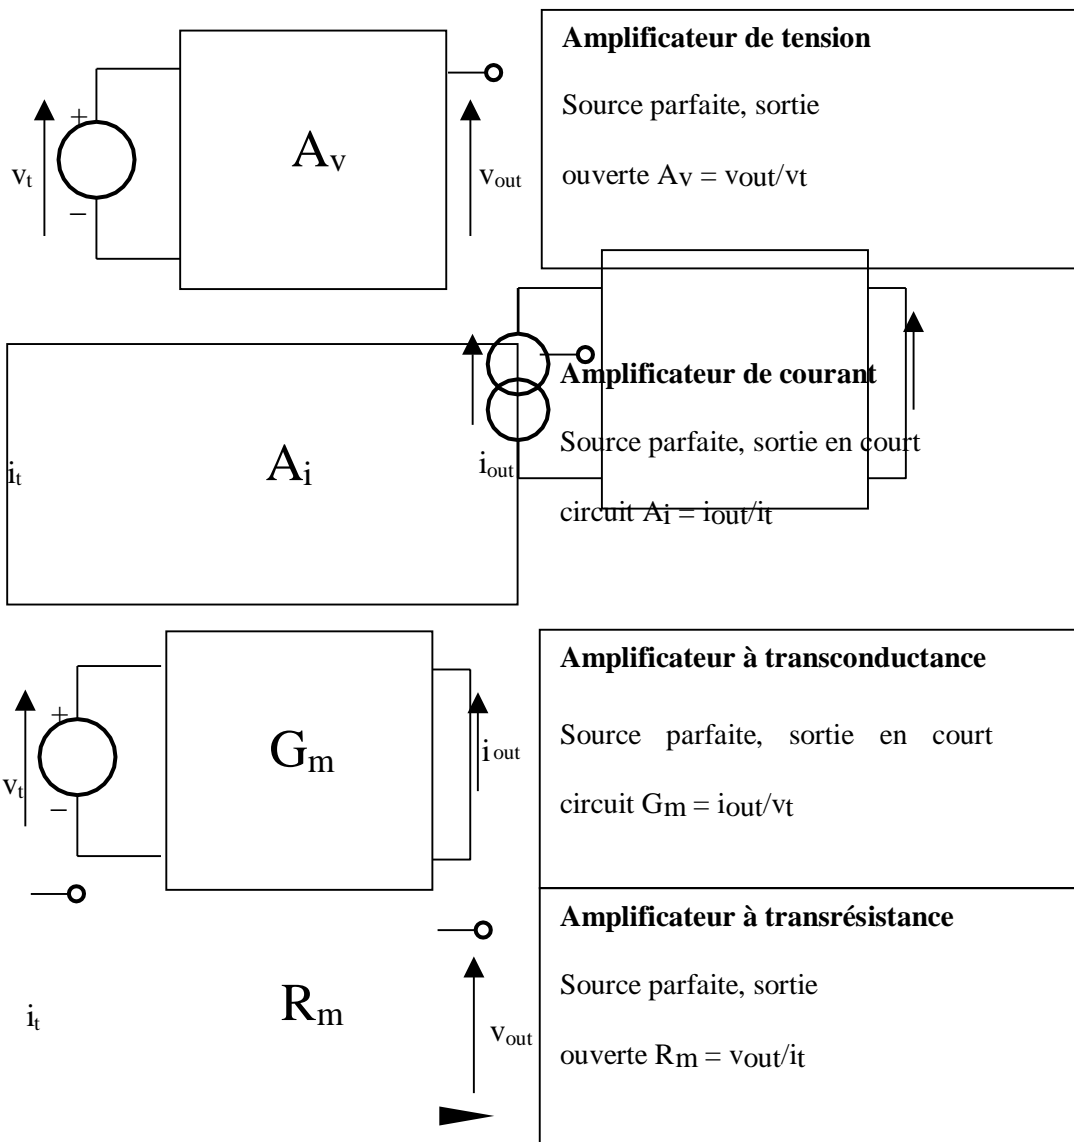 Amplificateur de tension
Source parfaite, sortie
ouverte Av = vout/vt
+
vt
Av
vout
−
Amplificateur de courant
Source parfaite, sortie en court
circuit Ai = iout/it
it
Ai
iout
Amplificateur à transconductance
Source parfaite, sortie en court
circuit Gm = iout/vt
+
vt
Gm
iout
−
Amplificateur à transrésistance
Source parfaite, sortie
ouverte Rm = vout/it
it
Rm
vout